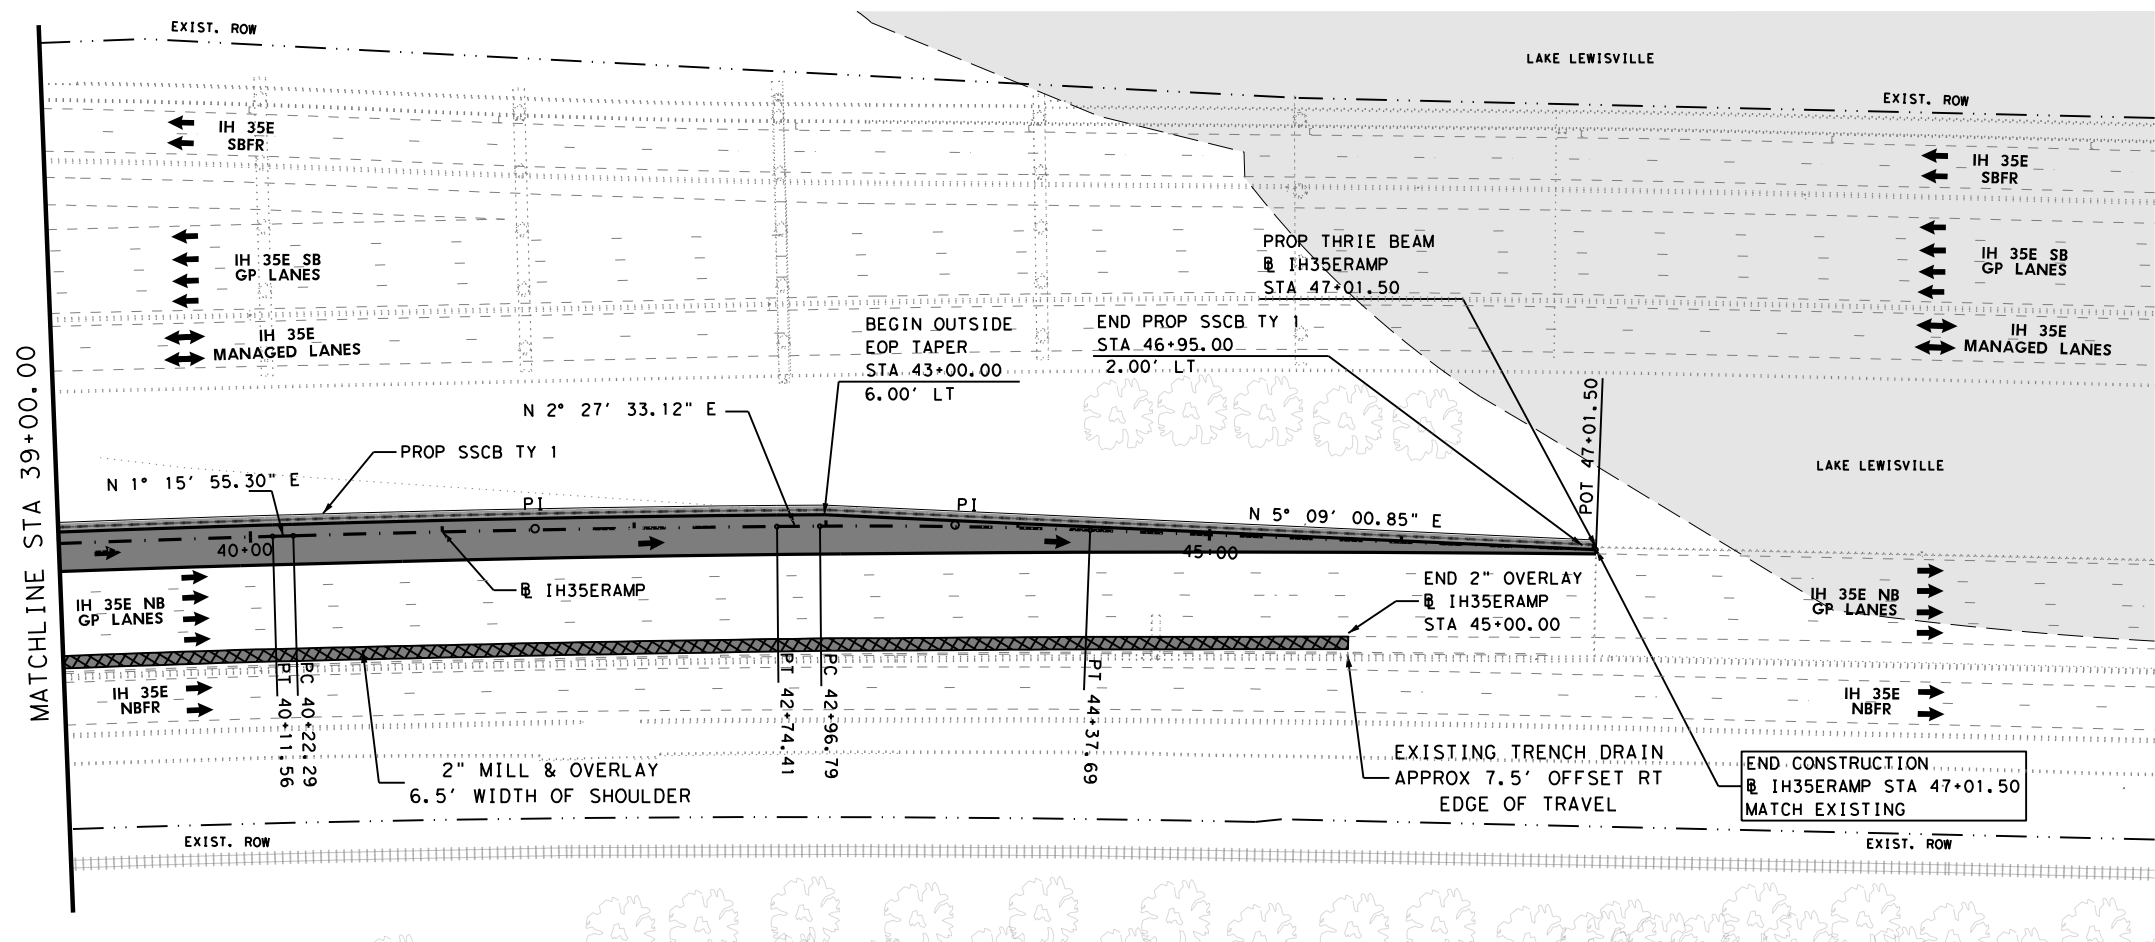 EXIST. ROW
LAKE LEWISVILLE
EXIST. ROW
IH 35E
SBFR
IH 35E
SBFR
IH 35E SB
GP LANES
PROP THRIE BEAM
B IH35ERAMP
STA 47+01.50
IH 35E SB
GP LANES
IH 35E
MANAGED LANES
BEGIN OUTSIDE
EOP TAPER
STA 43+00.00
6.00' LT
END PROP SSCB TY 1
STA 46+95.00
2.00' LT
IH 35E
MANAGED LANES
MATCHLINE STA 39+00.00
N 2° 27' 33.12" E
PROP SSCB TY 1
N 1° 15' 55.30" E
PI
PI
N 5° 09' 00.85" E
POT 47+01.50
LAKE LEWISVILLE
40+00
45+00
B IH35ERAMP
IH 35E NB
GP LANES
END 2" OVERLAY
B IH35ERAMP
STA 45+00.00
IH 35E NB
GP LANES
PT 40+11.56
PC 40+22.29
PT 42+74.41
PC 42+96.79
PT 44+37.69
IH 35E
NBFR
IH 35E
NBFR
2" MILL & OVERLAY
6.5' WIDTH OF SHOULDER
EXISTING TRENCH DRAIN
APPROX 7.5' OFFSET RT
EDGE OF TRAVEL
END CONSTRUCTION
B IH35ERAMP STA 47+01.50
MATCH EXISTING
EXIST. ROW
EXIST. ROW